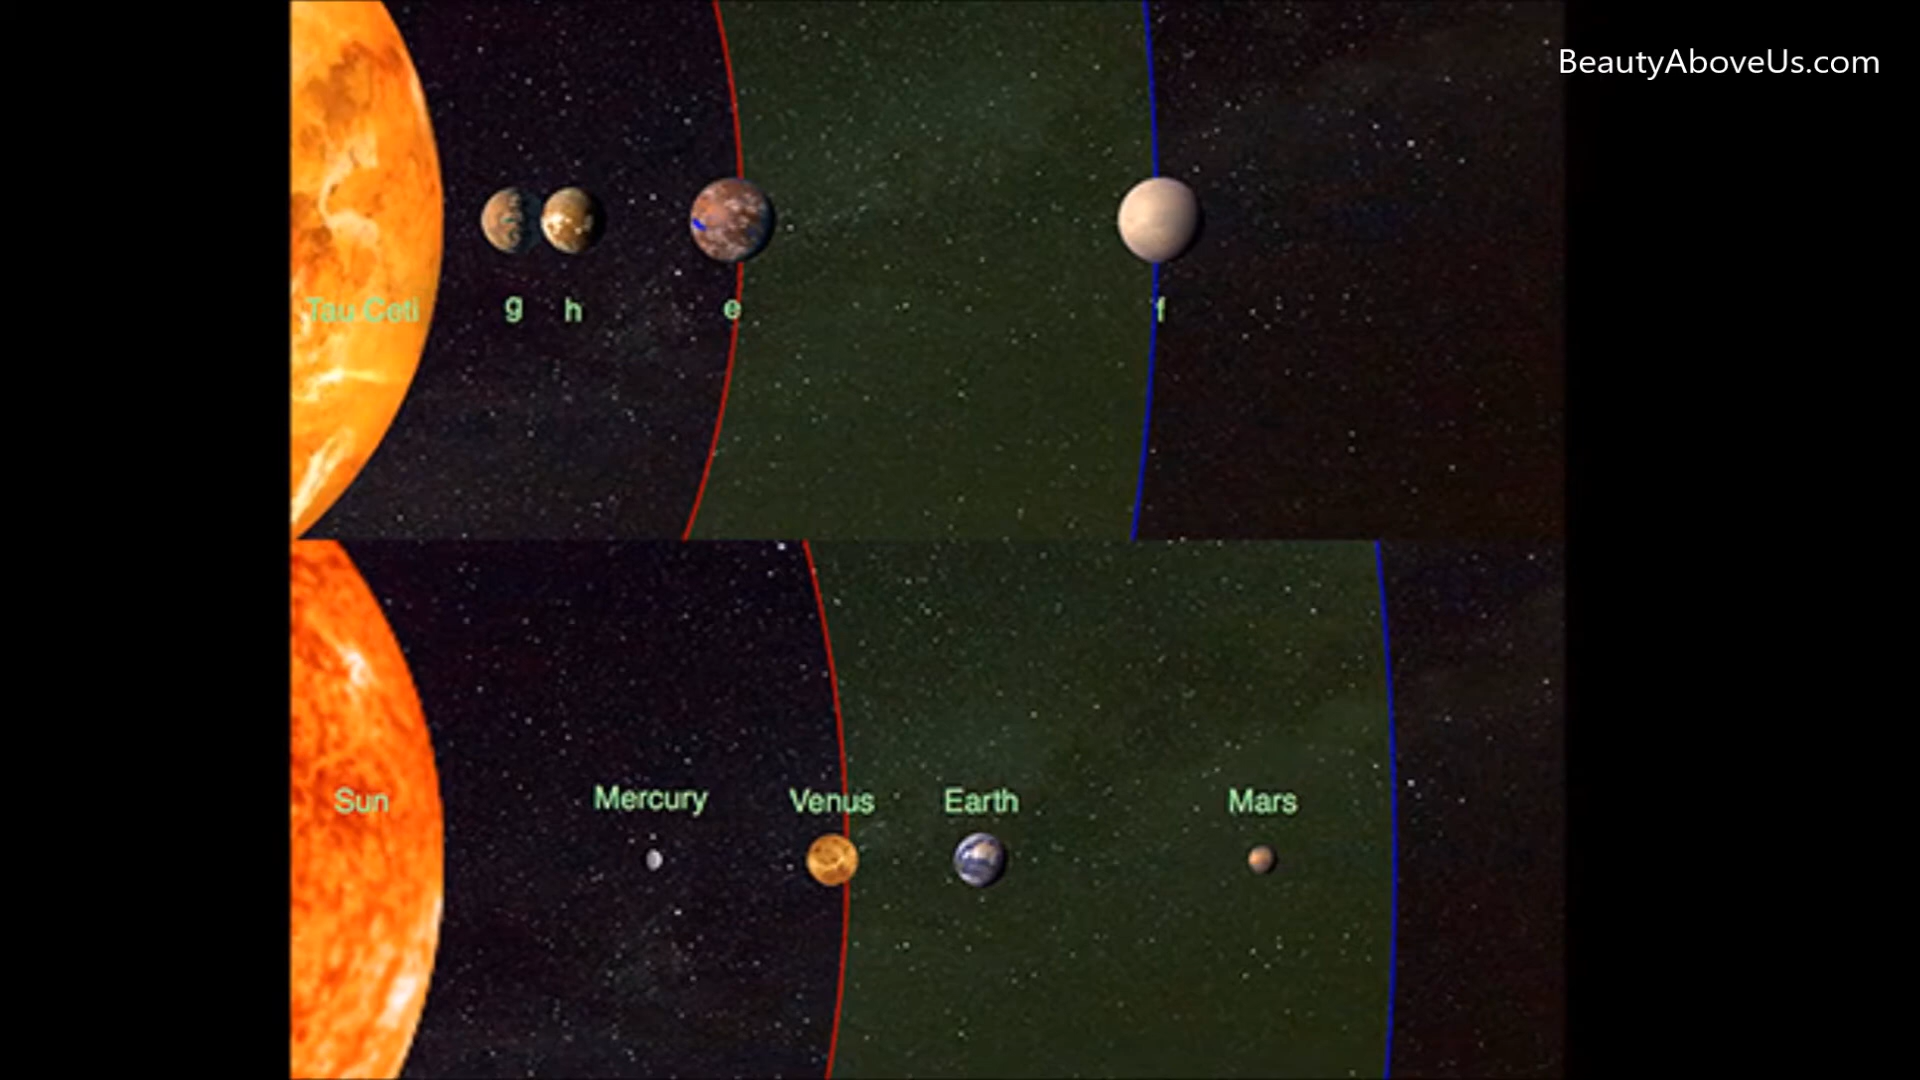 BeautyAboveUs.com
Tau Ceti
g
h
e
f
Sun
Mercury
Venus
Earth
Mars